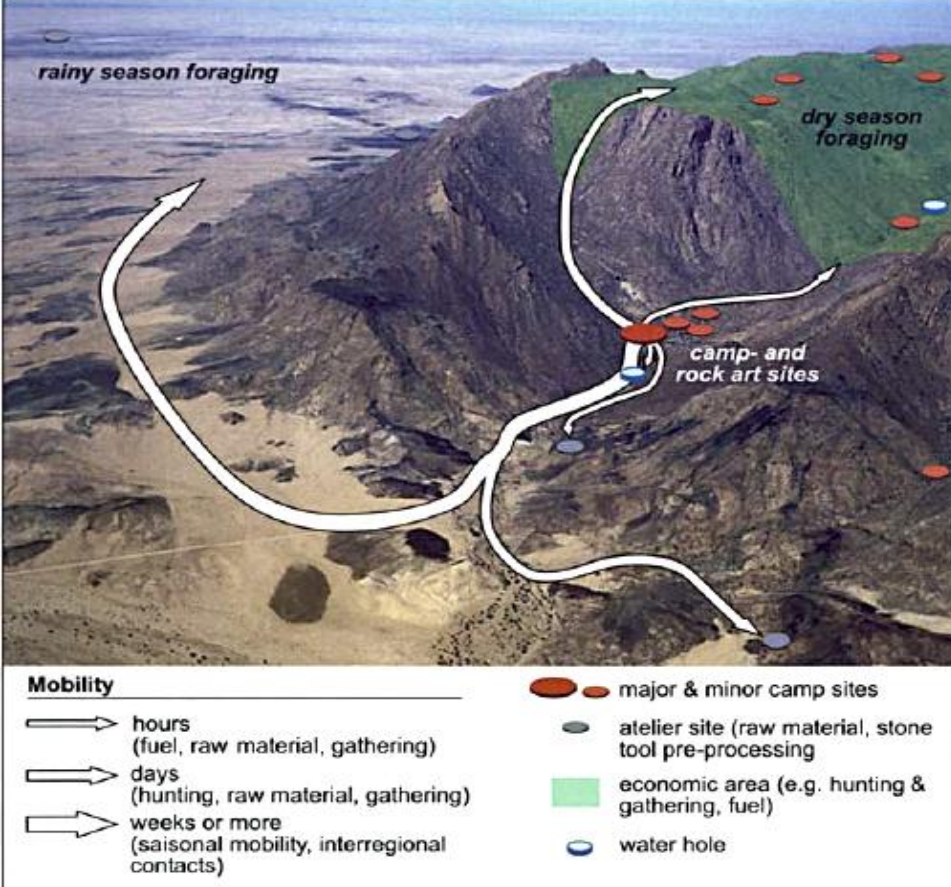 rainy season foraging
dry season
foraging
camp- and
rock art sites
Mobility
hours
(fuel, raw material, gathering)
days
(hunting, raw material, gathering)
weeks or more
(saisonal mobility, interregional
contacts)
major & minor camp sites
atelier site (raw material, stone
tool pre-processing
economic area (e.g. hunting &
gathering, fuel)
water hole